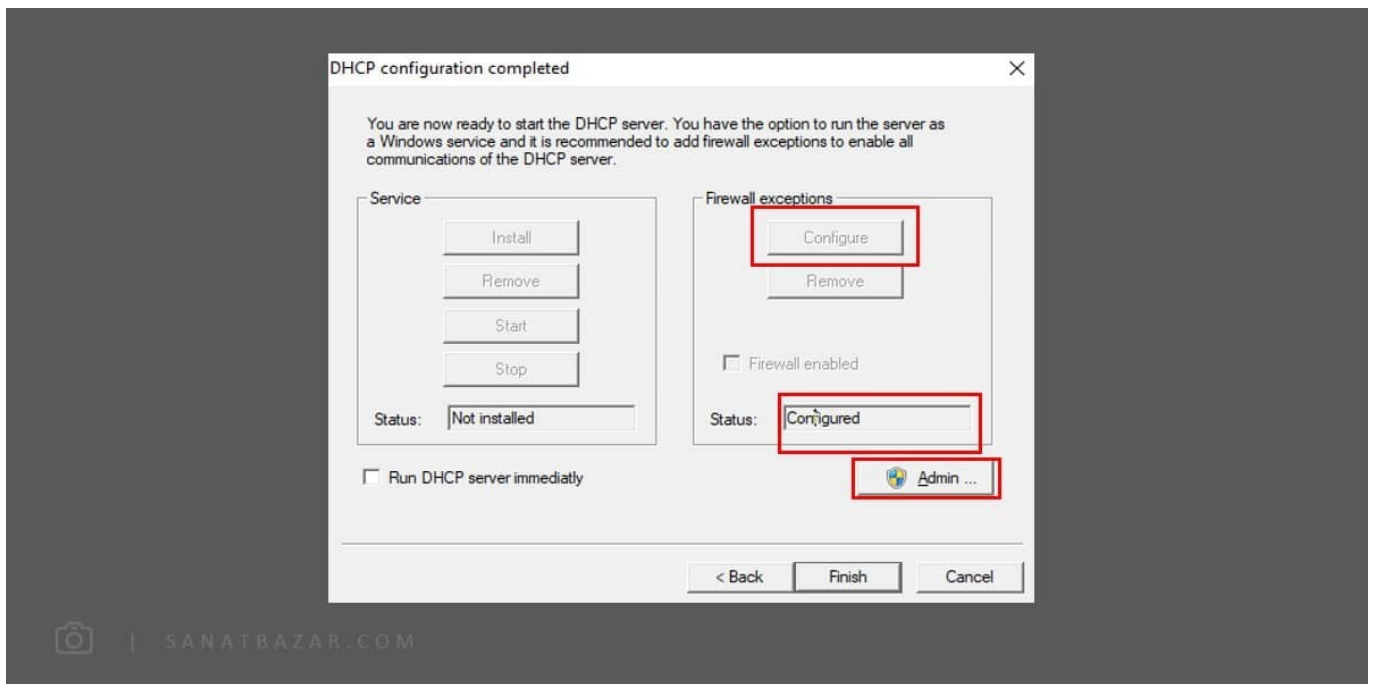 DHCP configuration completed
You are now ready to start the DHCP server. You have the option to run the server as
a Windows service and it is recommended to add firewall exceptions to enable all
communications of the DHCP server.
Service
Install
Remove
Start
Stop
Status: Not installed
Firewall exceptions
Configure
Remove
Firewall enabled
Status: Configured
Run DHCP server immediatly
Admin ...
< Back Finish Cancel
| SANATBAZAR.COM